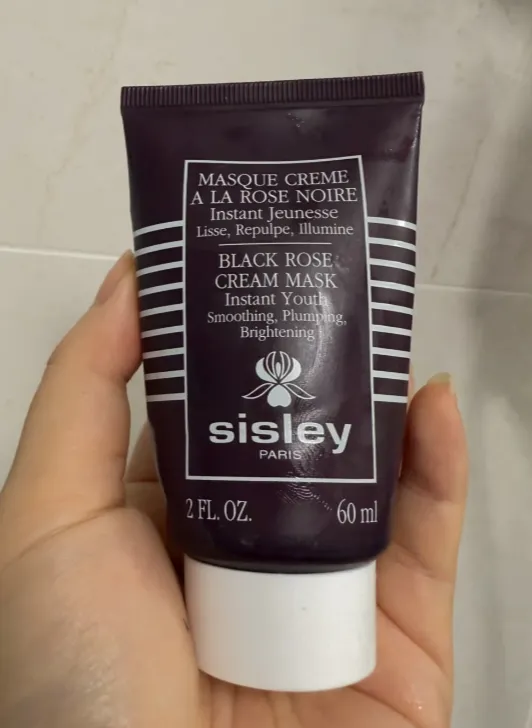 MASQUE CREME
A LA ROSE NOIRE
Instant Jeunesse
Lisse, Repulpe, Illumine
BLACK ROSE
CREAM MASK
Instant Youth
Smoothing, Plumping,
Brightening
sisley
PARIS
2 FL. OZ. 60 ml